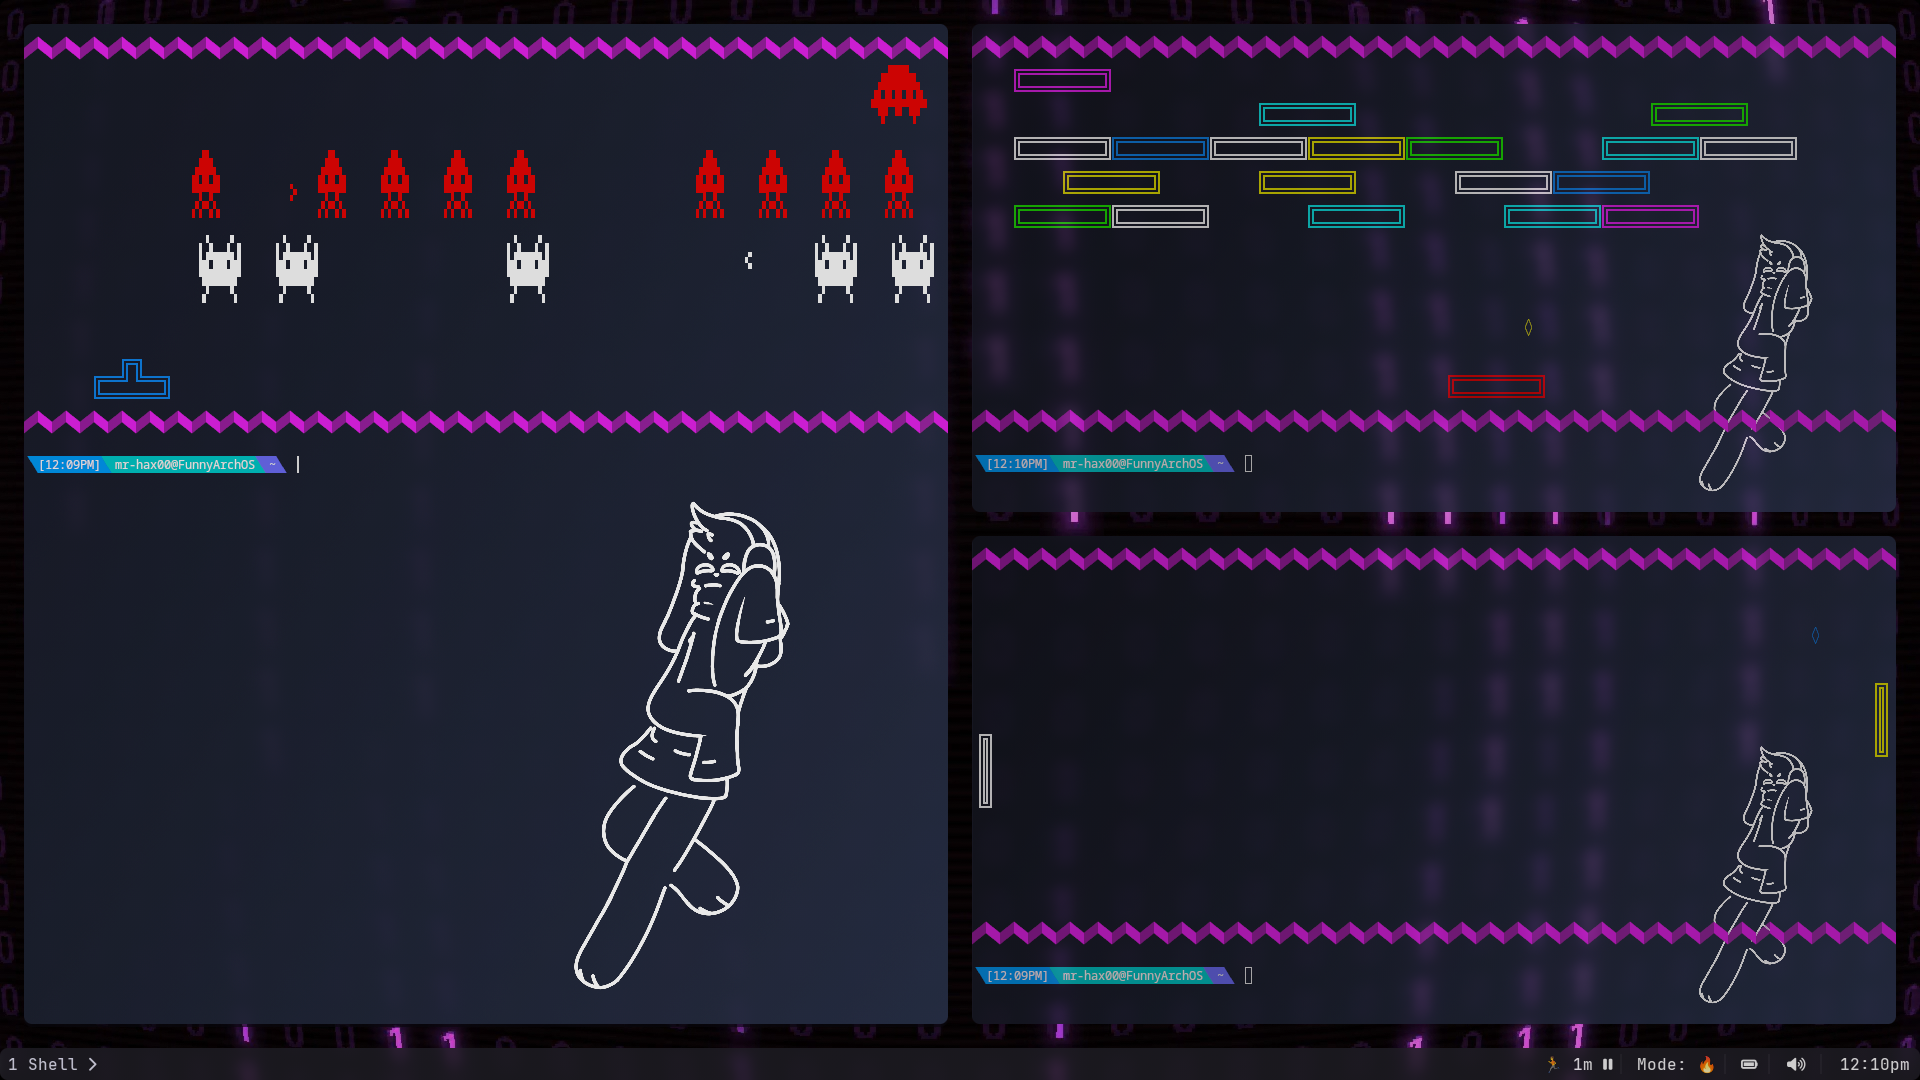 [12:09PM] mr-hax00@FunnyArchOS ~
[12:10PM] mr-hax00@FunnyArchOS ~
[12:09PM] mr-hax00@FunnyArchOS ~
1 Shell
1m Mode: 12:10pm